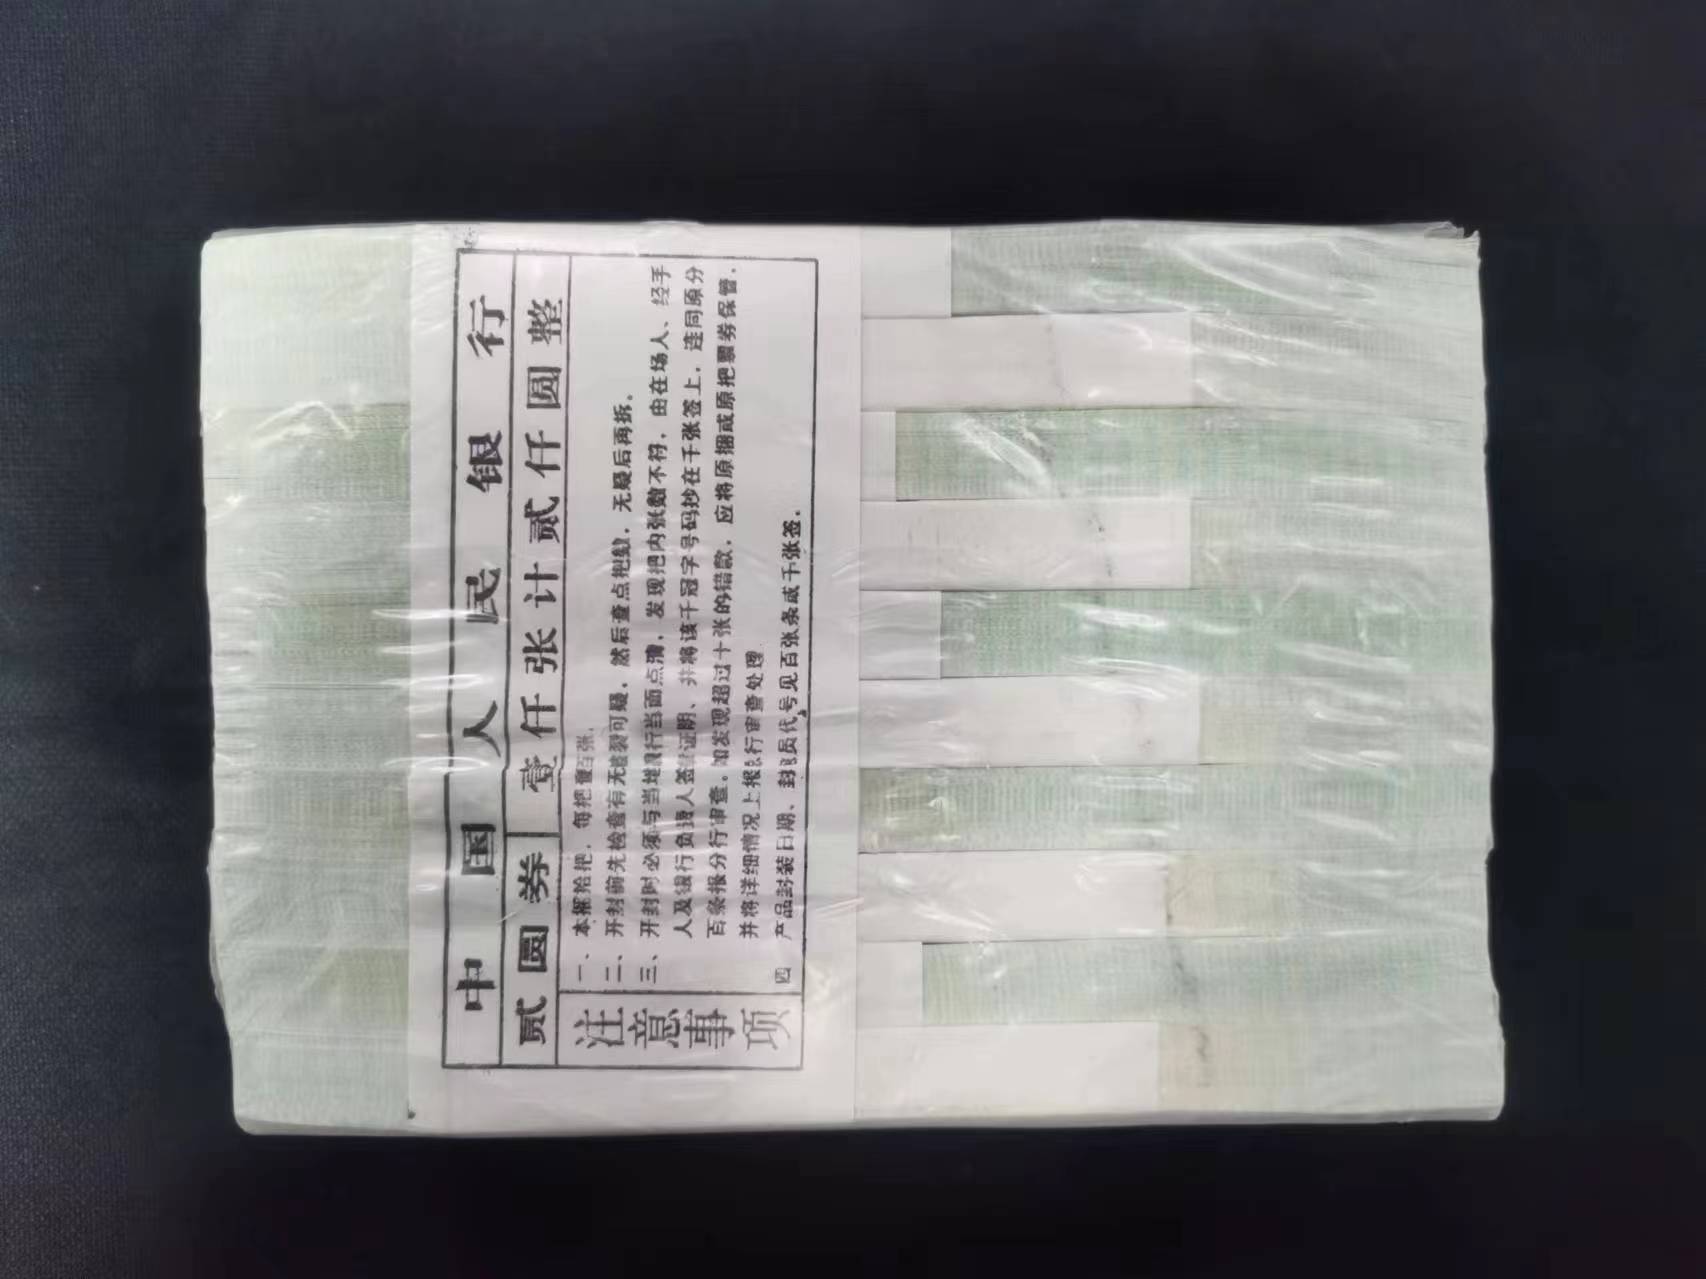 中国人民银行
贰圆券 壹仟张计贰仟圆整
注意事项
一、本捆拾把，每把壹百张，
二、开封前先检查有无破裂可疑，然后查点把数，无疑后再拆。
三、开封时必须与当地银行当面点清，发现把内张数不符，由在场人、经手
人及银行负责人签证明、并将该千冠字号码抄在千张签上，连同原分
百条报分行审查。如发现超过十张的错款，应将原捆或原把票券保管，
并将详细情况上报总行审查处理
四 产品封装日期、封装员代号见百张条或千张签。